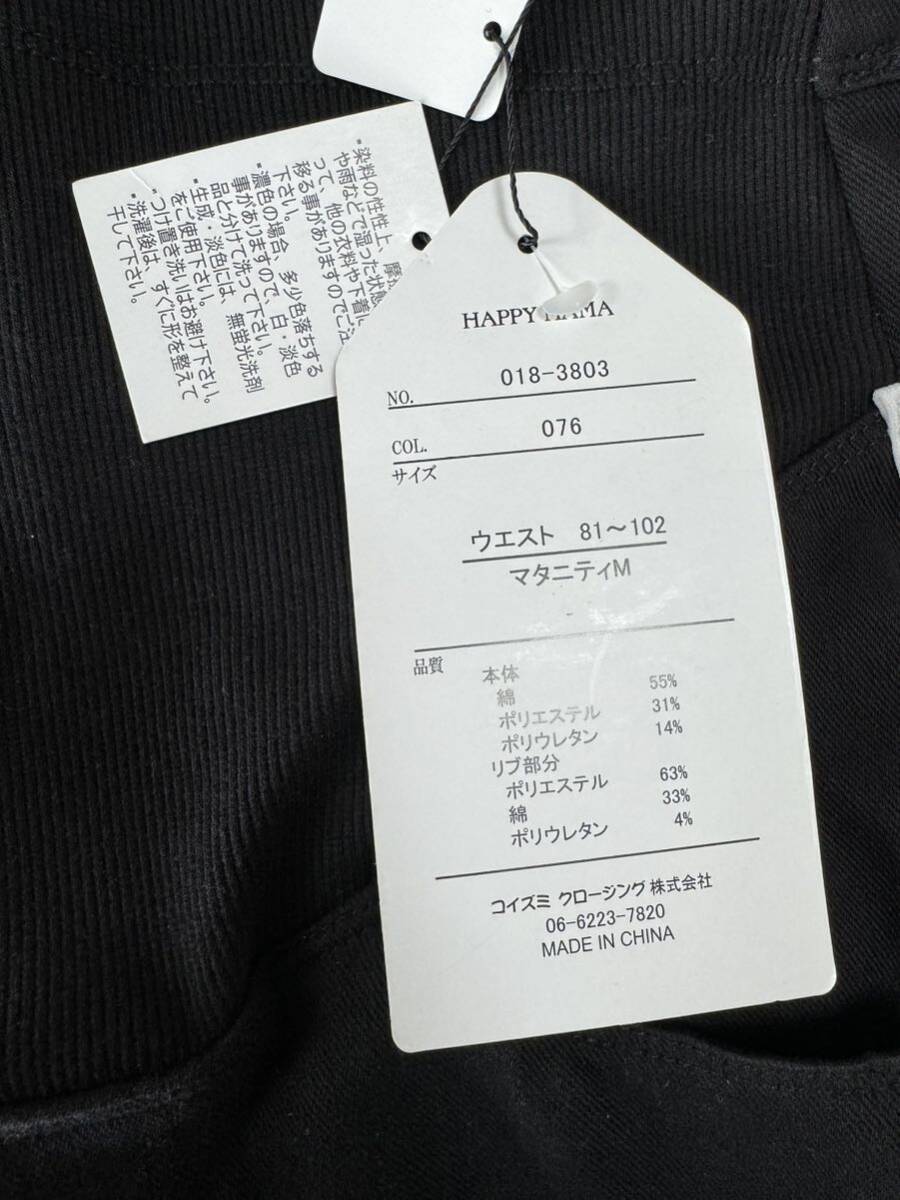 ・染料の性性上、
や雨などで湿った状態
って、他の衣料や下着に
移る事がありますのでご注
下さい。
・濃色の場合、多少色落ちする
事がありますので、白・淡色
品と分けて洗って下さい。
・生成・淡色には、無蛍光洗剤
をご使用下さい。
・つけ置き洗いはお避け下さい。
・洗濯後は、すぐに形を整えて
干して下さい。
HAPPY
NO. 018-3803
COL. 076
サイズ
ウエスト 81〜102
マタニティM
品質
本体
綿 55%
ポリエステル 31%
ポリウレタン 14%
リブ部分
ポリエステル 63%
綿 33%
ポリウレタン 4%
コイズミ クロージング 株式会社
06-6223-7820
MADE IN CHINA